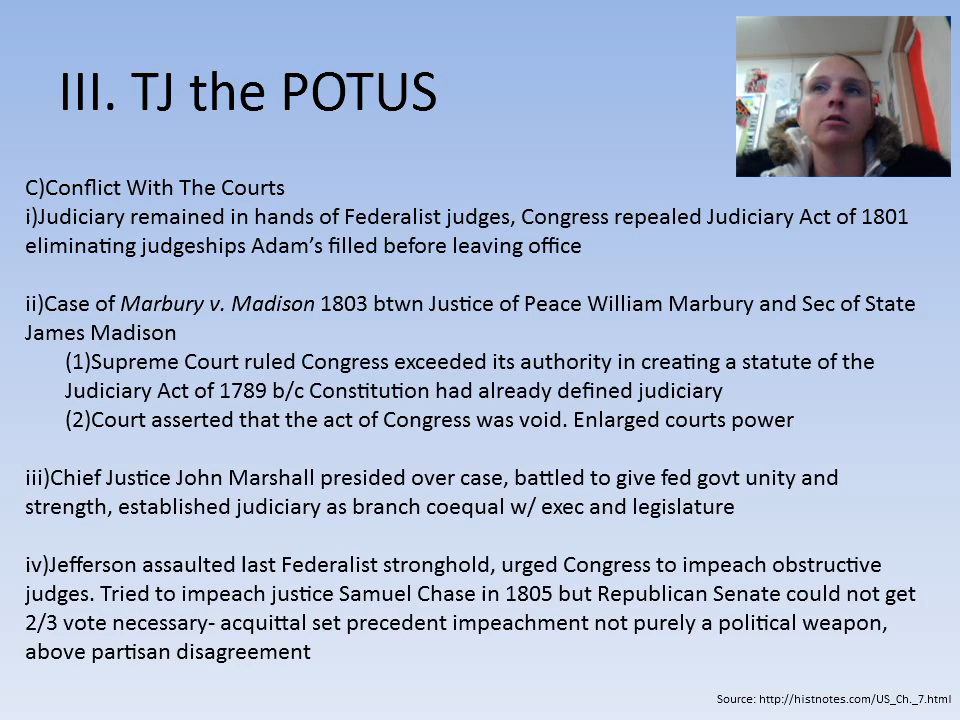 III. TJ the POTUS
C)Conflict With The Courts
i)Judiciary remained in hands of Federalist judges, Congress repealed Judiciary Act of 1801
eliminating judgeships Adam's filled before leaving office
ii)Case of Marbury v. Madison 1803 btwn Justice of Peace William Marbury and Sec of State
James Madison
(1)Supreme Court ruled Congress exceeded its authority in creating a statute of the
Judiciary Act of 1789 b/c Constitution had already defined judiciary
(2)Court asserted that the act of Congress was void. Enlarged courts power
iii)Chief Justice John Marshall presided over case, battled to give fed govt unity and
strength, established judiciary as branch coequal w/ exec and legislature
iv)Jefferson assaulted last Federalist stronghold, urged Congress to impeach obstructive
judges. Tried to impeach justice Samuel Chase in 1805 but Republican Senate could not get
2/3 vote necessary- acquittal set precedent impeachment not purely a political weapon,
above partisan disagreement
Source: http://histnotes.com/US_Ch._7.html